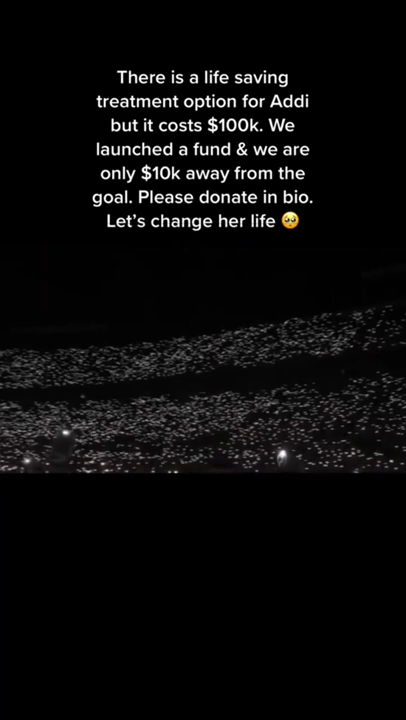 There is a life saving
treatment option for Addi
but it costs $100k. We
launched a fund & we are
only $10k away from the
goal. Please donate in bio.
Let’s change her life 🥺